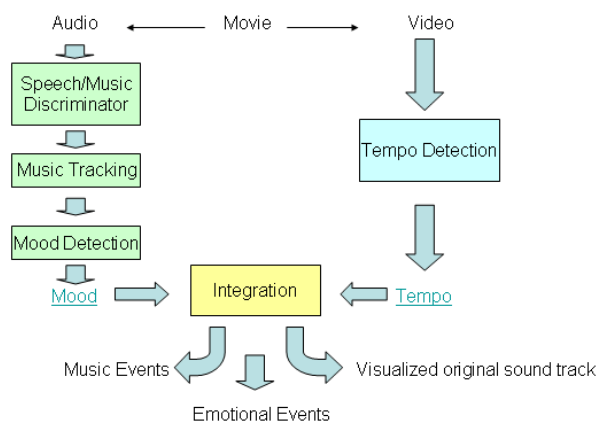 Audio
Movie
Video
Speech/Music
Discriminator
Tempo Detection
Music Tracking
Mood Detection
Mood
Integration
Tempo
Music Events
Visualized original sound track
Emotional Events